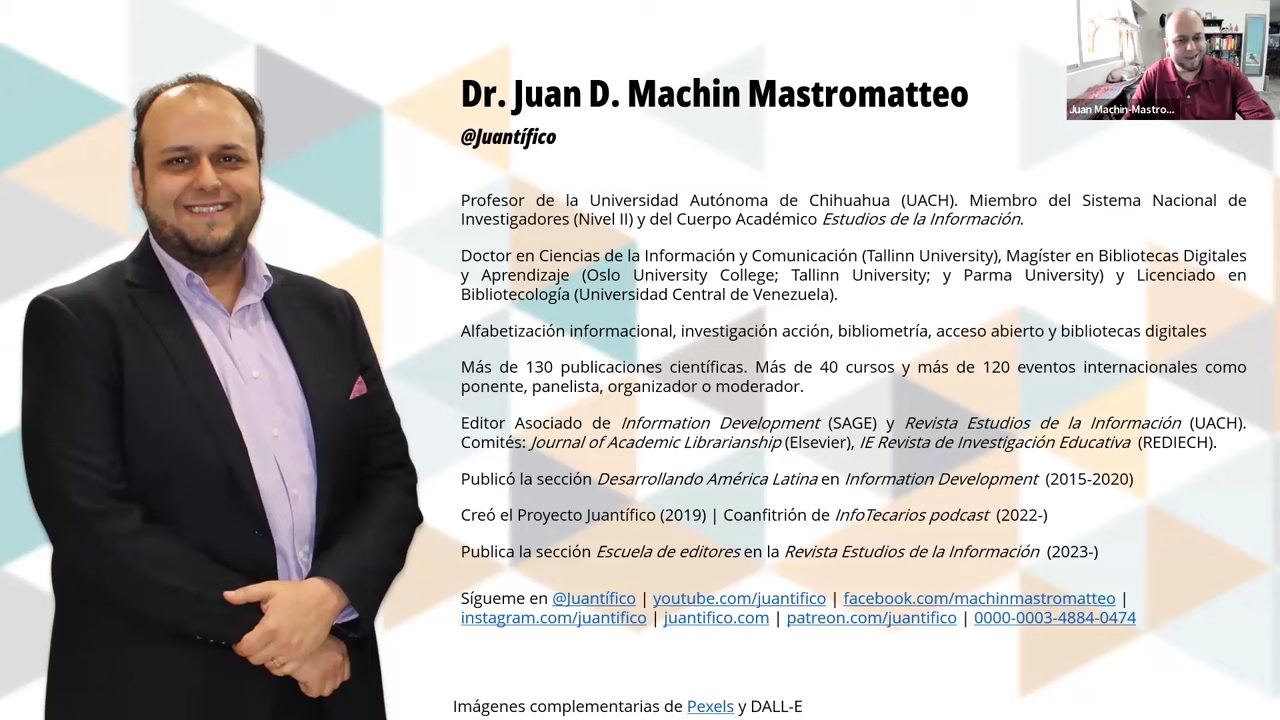 Dr. Juan D. Machin Mastromatteo
@Juantífico
Juan Machin-Mastro...
Profesor de la Universidad Autónoma de Chihuahua (UACH). Miembro del Sistema Nacional de
Investigadores (Nivel II) y del Cuerpo Académico Estudios de la Información.
Doctor en Ciencias de la Información y Comunicación (Tallinn University), Magíster en Bibliotecas Digitales
y Aprendizaje (Oslo University College; Tallinn University; y Parma University) y Licenciado en
Bibliotecología (Universidad Central de Venezuela).
Alfabetización informacional, investigación acción, bibliometría, acceso abierto y bibliotecas digitales
Más de 130 publicaciones científicas. Más de 40 cursos y más de 120 eventos internacionales como
ponente, panelista, organizador o moderador.
Editor Asociado de Information Development (SAGE) y Revista Estudios de la Información (UACH).
Comités: Journal of Academic Librarianship (Elsevier), IE Revista de Investigación Educativa (REDIECH).
Publicó la sección Desarrollando América Latina en Information Development (2015-2020)
Creó el Proyecto Juantífico (2019) | Coanfitrión de InfoTecarios podcast (2022-)
Publica la sección Escuela de editores en la Revista Estudios de la Información (2023-)
Sígueme en @Juantífico | youtube.com/juantifico | facebook.com/machinmastromatteo |
instagram.com/juantifico | juantifico.com | patreon.com/juantifico | 0000-0003-4884-0474
Imágenes complementarias de Pexels y DALL-E